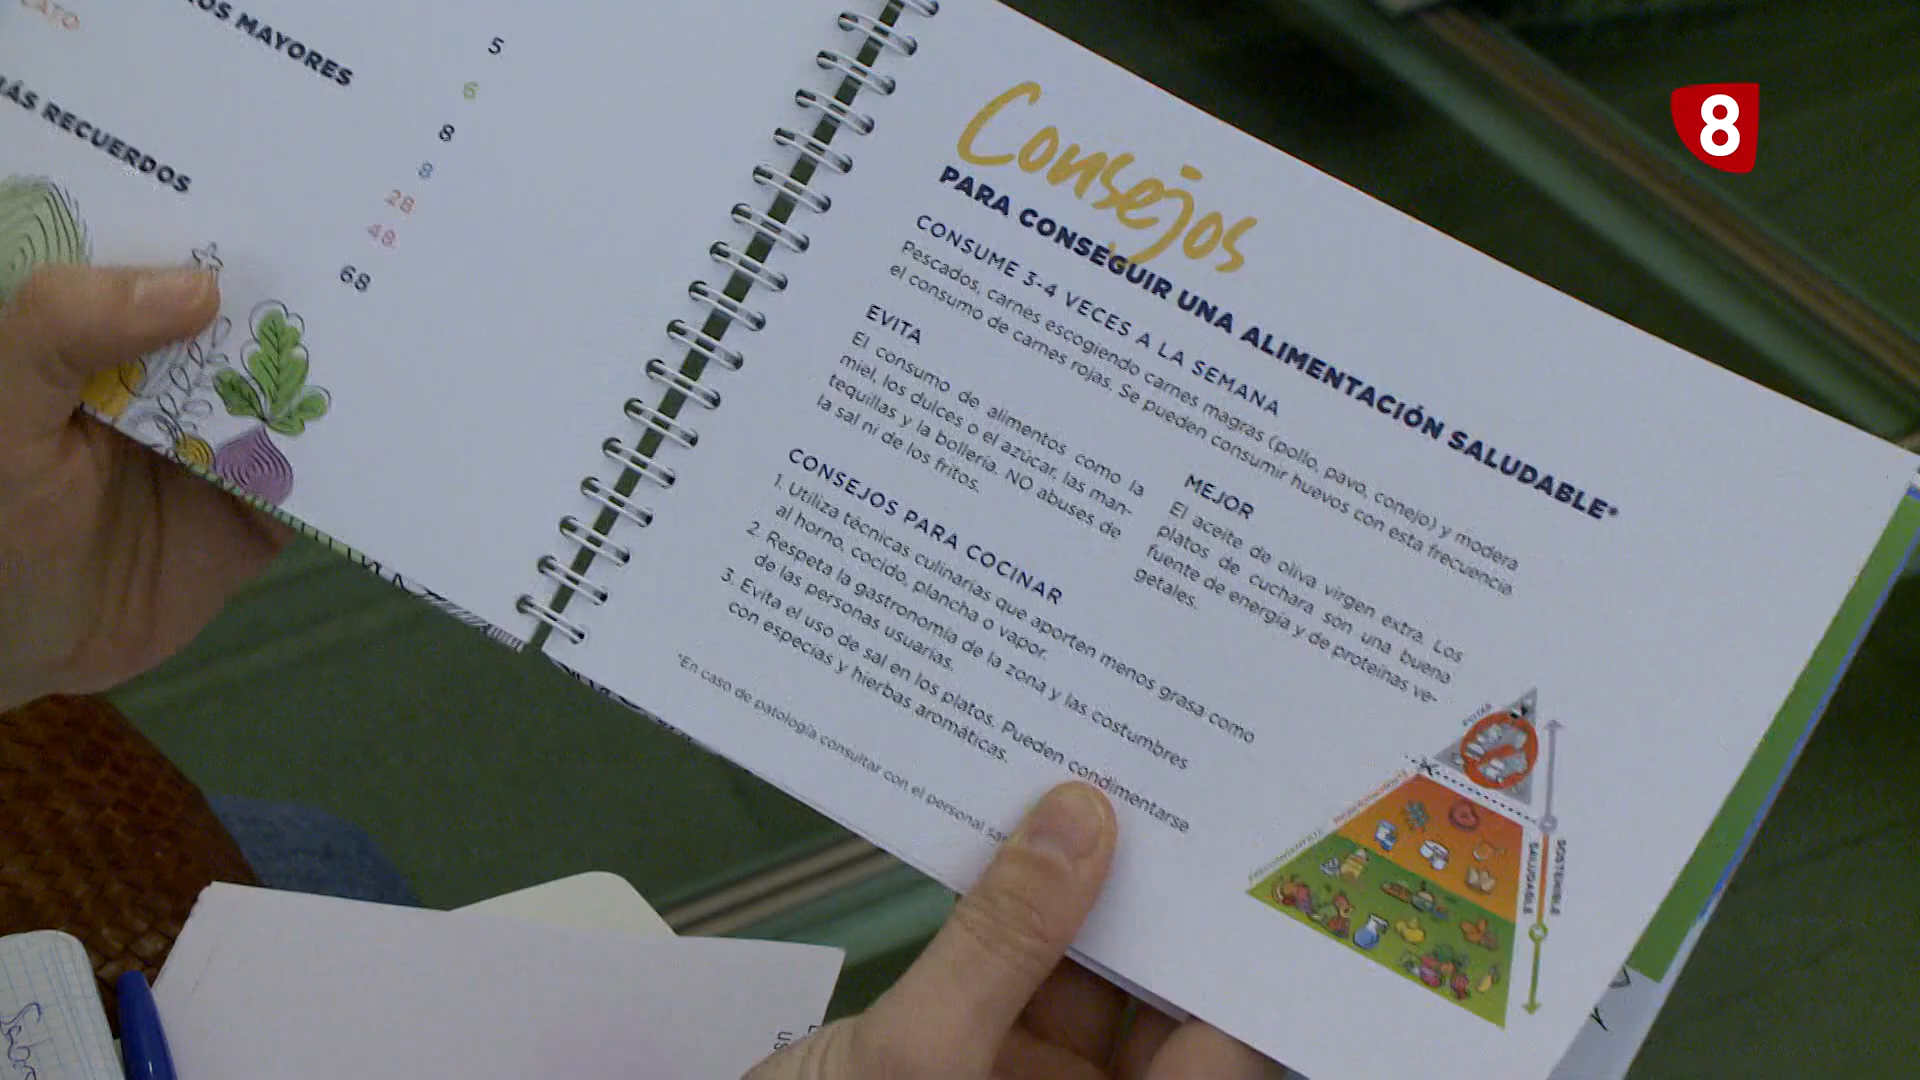 OS MAYORES
ÁS RECUERDOS
5
6
8
8
28
48
68
8
Consejos
PARA CONSEGUIR UNA ALIMENTACIÓN SALUDABLE*
CONSUME 3-4 VECES A LA SEMANA
Pescados, carnes escogiendo carnes magras (pollo, pavo, conejo) y modera
el consumo de carnes rojas. Se pueden consumir huevos con esta frecuencia.
EVITA
El consumo de alimentos como la
miel, los dulces o el azúcar, las man-
tequillas y la bollería. NO abuses de
la sal ni de los fritos.
MEJOR
El aceite de oliva virgen extra. Los
platos de cuchara son una buena
fuente de energía y de proteínas ve-
getales.
CONSEJOS PARA COCINAR
1. Utiliza técnicas culinarias que aporten menos grasa como
al horno, cocido, plancha o vapor.
2. Respeta la gastronomía de la zona y las costumbres
de las personas usuarias.
3. Evita el uso de sal en los platos. Pueden condimentarse
con especias y hierbas aromáticas.
*En caso de patología consultar con el personal
EVITAR
SALUDABLE
SOSTENIBLE